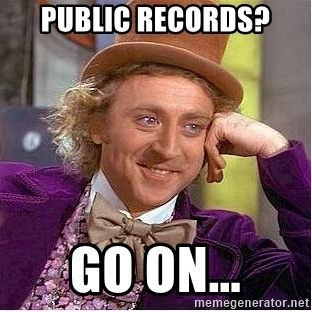 PUBLIC RECORDS?
GO ON...
memegenerator.net